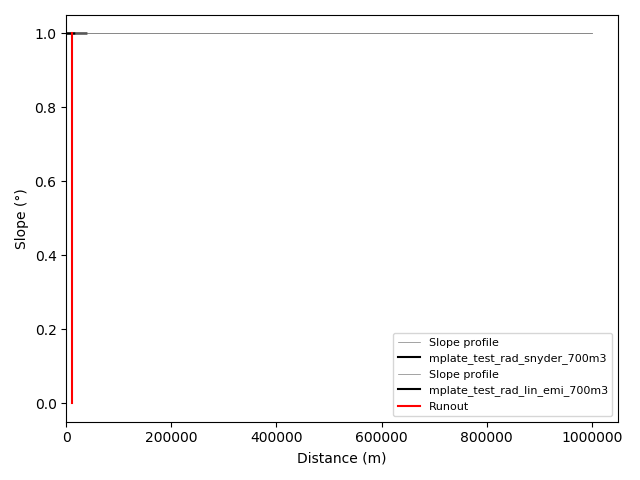 1.0
0.8
0.6
0.4
0.2
0.0
Slope (°)
0
200000
400000
600000
800000
1000000
Distance (m)
Slope profile
mplate_test_rad_snyder_700m3
Slope profile
mplate_test_rad_lin_emi_700m3
Runout